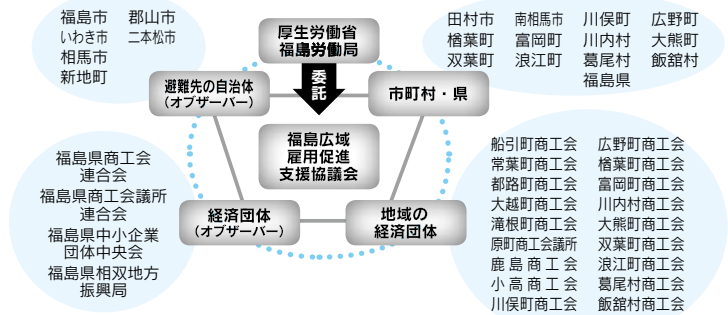 福島市 郡山市
いわき市 二本松市
相馬市
新地町
厚生労働省
福島労働局
委託
田村市 南相馬市 川俣町 広野町
楢葉町 富岡町 川内村 大熊町
双葉町 浪江町 葛尾村 飯舘村
福島県
避難先の自治体
（オブザーバー）
市町村・県
福島広域
雇用促進
支援協議会
福島県商工会
連合会
福島県商工会議所
連合会
福島県中小企業
団体中央会
福島県相双地方
振興局
経済団体
（オブザーバー）
地域の
経済団体
船引町商工会 広野町商工会
常葉町商工会 楢葉町商工会
都路町商工会 富岡町商工会
大越町商工会 川内村商工会
滝根町商工会 大熊町商工会
原町商工会議所 双葉町商工会
鹿島商工会 浪江町商工会
小高商工会 葛尾村商工会
川俣町商工会 飯舘村商工会